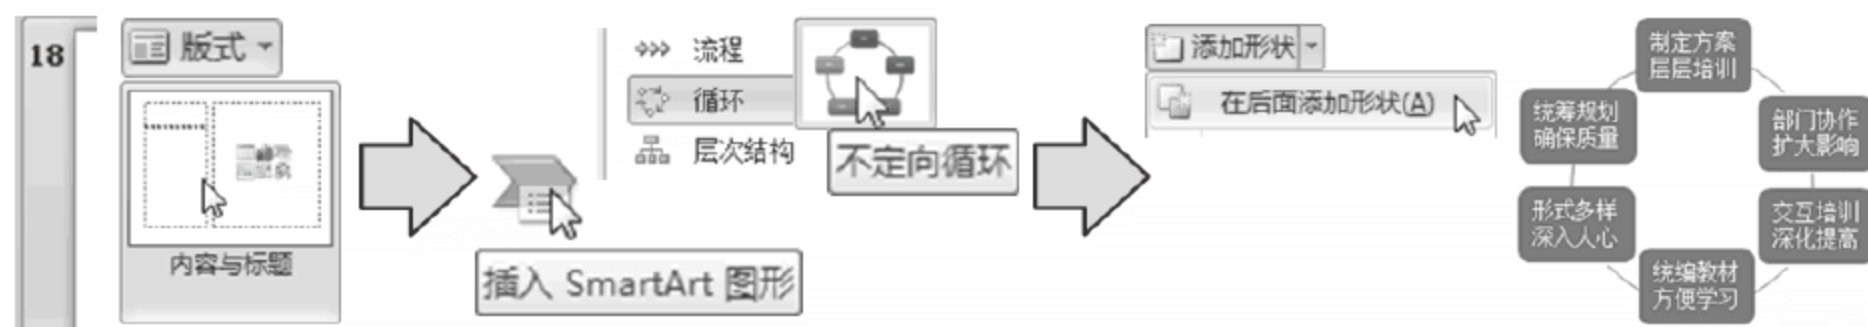 18
版式
内容与标题
插入 SmartArt 图形
流程
循环
层次结构
不定向循环
添加形状
在后面添加形状(A)
制定方案
层层培训
部门协作
扩大影响
交互培训
深化提高
统编教材
方便学习
形式多样
深入人心
统筹规划
确保质量